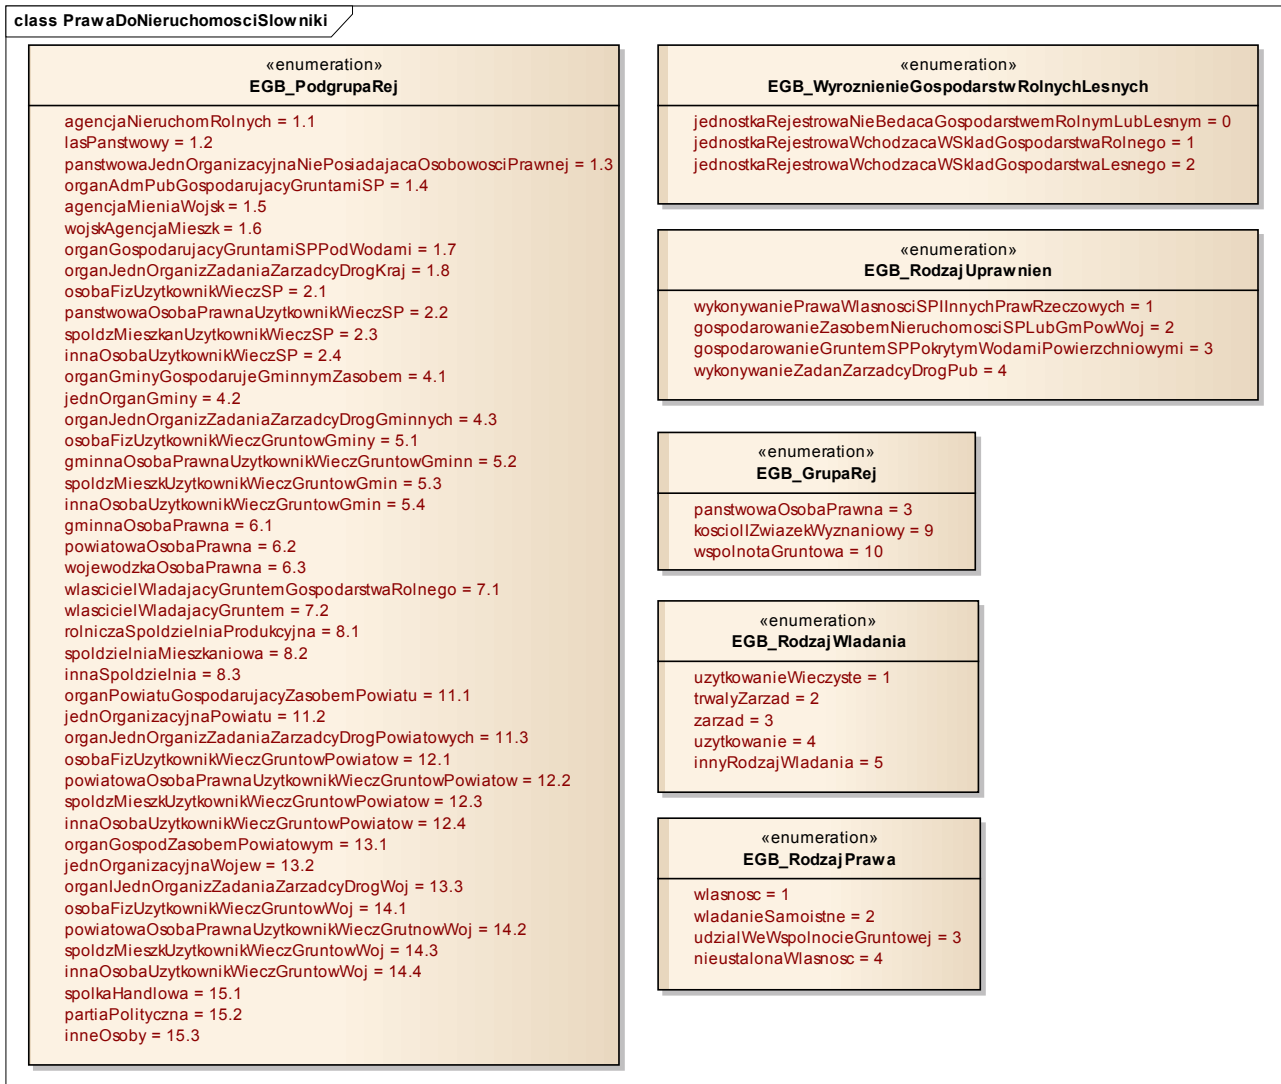 class PrawaDoNieruchomosciSlowniki
«enumeration»
EGB_PodgrupaRej
agencjaNieruchomRolnych = 1.1
lasPanstwowy = 1.2
panstwowaJednOrganizacyjnaNiePosiadajacaOsobowosciPrawnej = 1.3
organAdmPubGospodarujacyGruntamiSP = 1.4
agencjaMieniaWojsk = 1.5
wojskAgencjaMieszk = 1.6
organGospodarujacyGruntamiSPPodWodami = 1.7
organJednOrganizZadaniaZarzadcyDrogKraj = 1.8
osobaFizUzytkownikWieczSP = 2.1
panstwowaOsobaPrawnaUzytkownikWieczSP = 2.2
spoldzMieszkanUzytkownikWieczSP = 2.3
innaOsobaUzytkownikWieczSP = 2.4
organGminyGospodarujeGminnymZasobem = 4.1
jednOrganGminy = 4.2
organJednOrganizZadaniaZarzadcyDrogGminnych = 4.3
osobaFizUzytkownikWieczGruntowGminy = 5.1
gminnaOsobaPrawnaUzytkownikWieczGruntowGminn = 5.2
spoldzMieszkUzytkownikWieczGruntowGmin = 5.3
innaOsobaUzytkownikWieczGruntowGmin = 5.4
gminnaOsobaPrawna = 6.1
powiatowaOsobaPrawna = 6.2
wojewodzkaOsobaPrawna = 6.3
wlascicielWladajacyGruntemGospodarstwaRolnego = 7.1
wlascicielWladajacyGruntem = 7.2
rolniczaSpoldzielniaProdukcyjna = 8.1
spoldzielniaMieszkaniowa = 8.2
innaSpoldzielnia = 8.3
organPowiatuGospodarujacyZasobemPowiatu = 11.1
jednOrganizacyjnaPowiatu = 11.2
organJednOrganizZadaniaZarzadcyDrogPowiatowych = 11.3
osobaFizUzytkownikWieczGruntowPowiatow = 12.1
powiatowaOsobaPrawnaUzytkownikWieczGruntowPowiatow = 12.2
spoldzMieszkUzytkownikWieczGruntowPowiatow = 12.3
innaOsobaUzytkownikWieczGruntowPowiatow = 12.4
organGospodZasobemPowiatowym = 13.1
jednOrganizacyjnaWojew = 13.2
organIJednOrganizZadaniaZarzadcyDrogWoj = 13.3
osobaFizUzytkownikWieczGruntowWoj = 14.1
powiatowaOsobaPrawnaUzytkownikWieczGrutnowWoj = 14.2
spoldzMieszkUzytkownikWieczGruntowWoj = 14.3
innaOsobaUzytkownikWieczGruntowWoj = 14.4
spolkaHandlowa = 15.1
partiaPolityczna = 15.2
inneOsoby = 15.3
«enumeration»
EGB_WyroznienieGospodarstwRolnychLesnych
jednostkaRejestrowaNieBedacaGospodarstwemRolnymLubLesnym = 0
jednostkaRejestrowaWchodzacaWSkladGospodarstwaRolnego = 1
jednostkaRejestrowaWchodzacaWSkladGospodarstwaLesnego = 2
«enumeration»
EGB_RodzajUprawnien
wykonywaniePrawaWlasnosciSPIInnychPrawRzeczowych = 1
gospodarowanieZasobemNieruchomosciSPLubGmPowWoj = 2
gospodarowanieGruntemSPPokrytymWodamiPowierzchniowymi = 3
wykonywanieZadanZarzadcyDrogPub = 4
«enumeration»
EGB_GrupaRej
panstwowaOsobaPrawna = 3
kosciolIZwiazekWyznaniowy = 9
wspolnotaGruntowa = 10
«enumeration»
EGB_RodzajWladania
uzytkowanieWieczyste = 1
trwalyZarzad = 2
zarzad = 3
uzytkowanie = 4
innyRodzajWladania = 5
«enumeration»
EGB_RodzajPrawa
wlasnosc = 1
wladanieSamoistne = 2
udzialWeWspolnocieGruntowej = 3
nieustalonaWlasnosc = 4